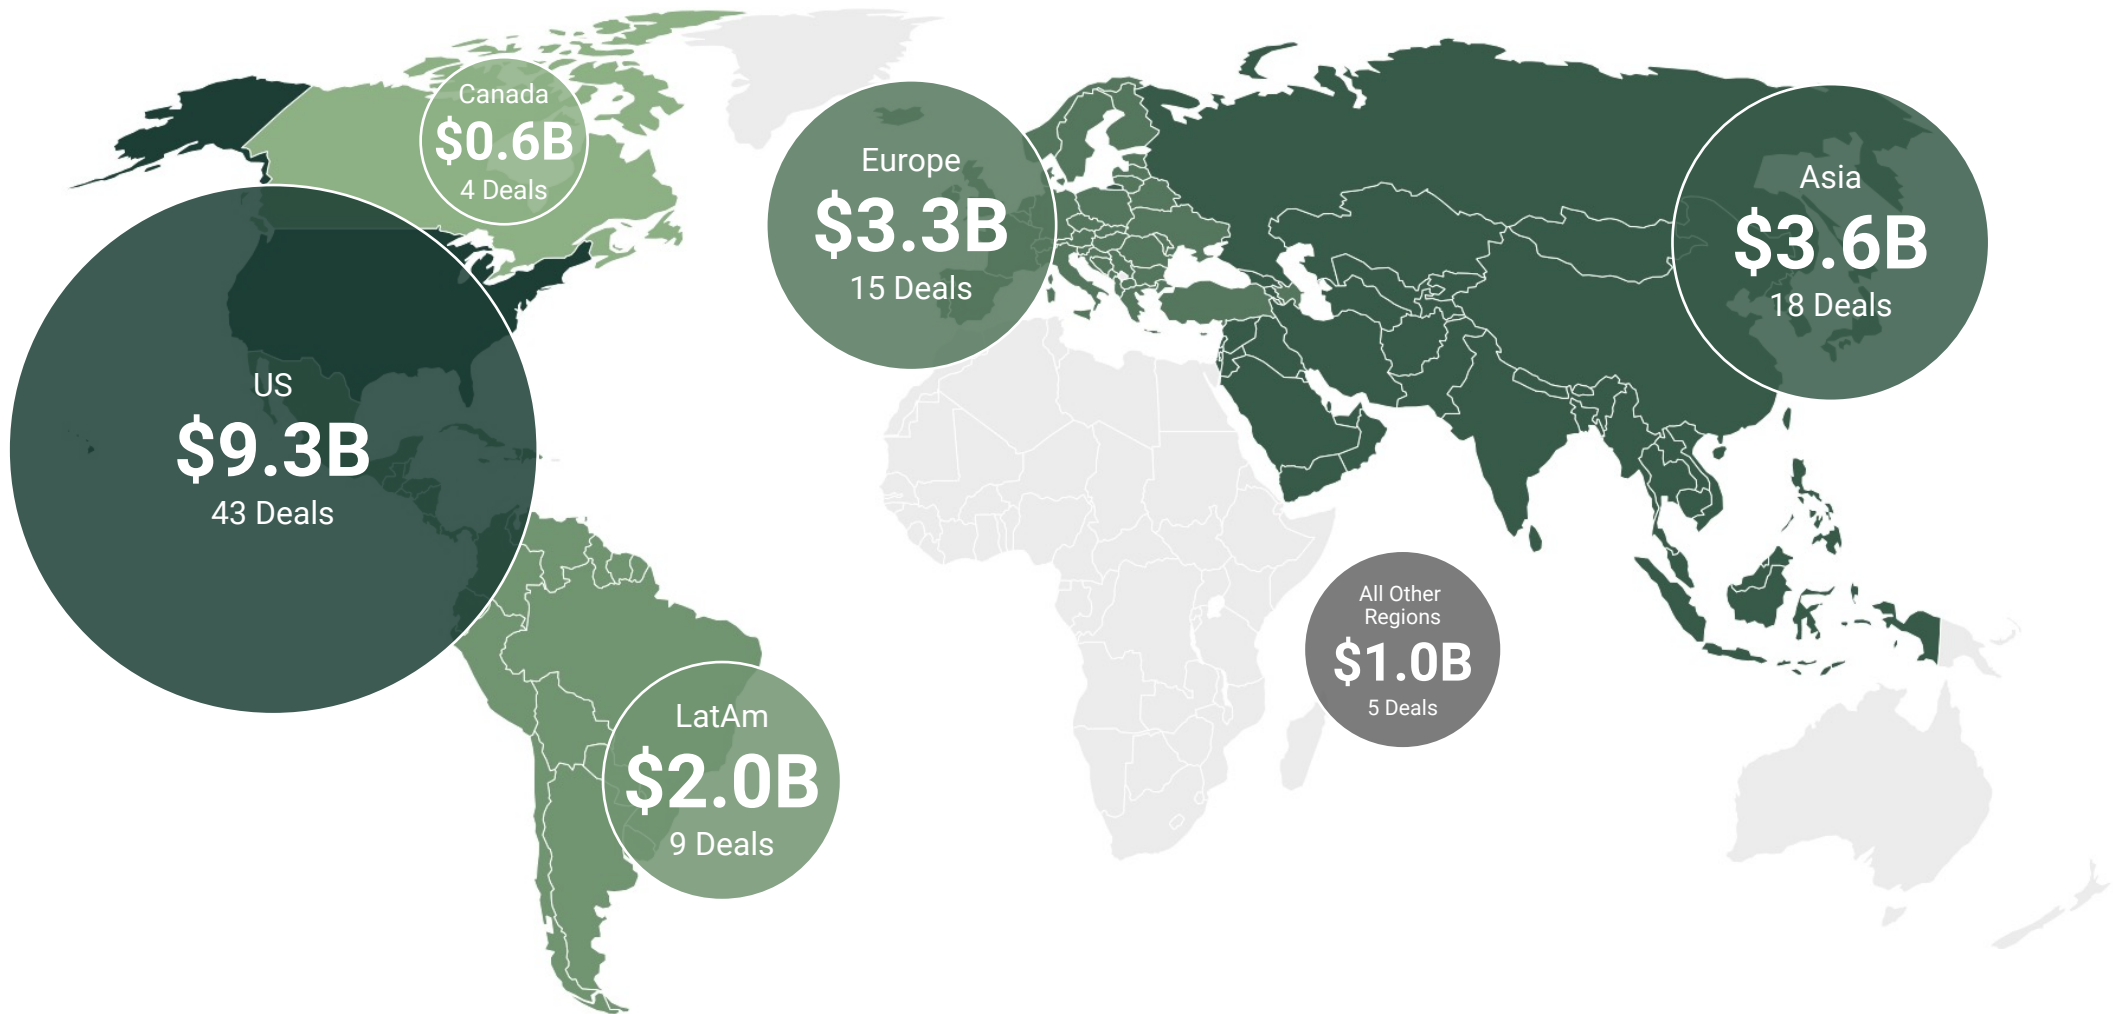 Canada
$0.6B
4 Deals
Europe
$3.3B
15 Deals
Asia
$3.6B
18 Deals
US
$9.3B
43 Deals
All Other
Regions
$1.0B
5 Deals
LatAm
$2.0B
9 Deals